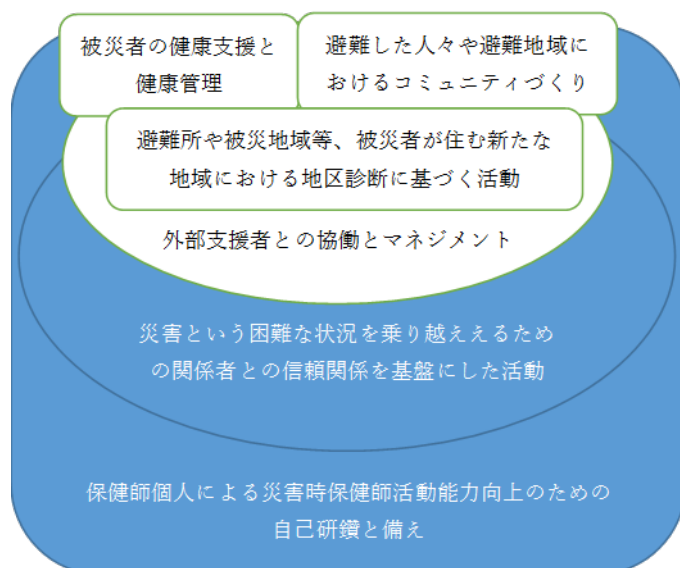 被災者の健康支援と
健康管理
避難した人々や避難地域に
おけるコミュニティづくり
避難所や被災地域等、被災者が住む新たな
地域における地区診断に基づく活動
外部支援者との協働とマネジメント
災害という困難な状況を乗り越ええるため
の関係者との信頼関係を基盤にした活動
保健師個人による災害時保健師活動能力向上のための
自己研鑽と備え